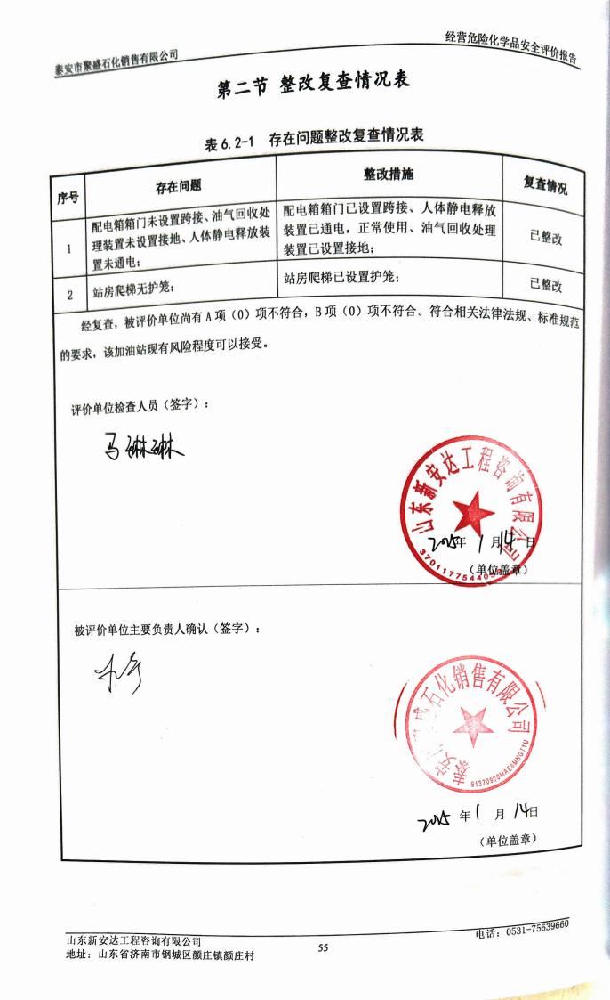 泰安市聚盛石化销售有限公司
经营危险化学品安全评价报告
第二节 整改复查情况表
表 6.2-1 存在问题整改复查情况表
序号
存在问题
整改措施
复查情况
1
配电箱箱门未设置跨接、油气回收处
理装置未设置接地、人体静电释放装
置未通电；
配电箱箱门已设置跨接、人体静电释放
装置已通电，正常使用、油气回收处理
装置已设置接地；
已整改
2
站房爬梯无护笼；
站房爬梯已设置护笼；
已整改
经复查，被评价单位尚有 A 项（0）项不符合，B 项（0）项不符合。符合相关法律法规、标准规范
的要求，该加油站现有风险程度可以接受。
评价单位检查人员（签字）：
马琳琳
山东新安达工程咨询有限公司
2025年 1月14日
（单位盖章）
被评价单位主要负责人确认（签字）：
盛石化销售有限公司
2025 年 1 月 14日
（单位盖章）
山东新安达工程咨询有限公司
地址：山东省济南市钢城区颜庄镇颜庄村
55
电话：0531-75639660